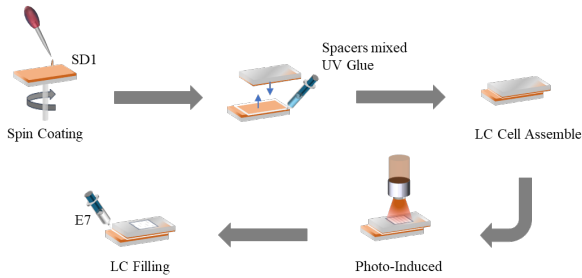 SD1
Spin Coating
Spacers mixed
UV Glue
LC Cell Assemble
Photo-Induced
E7
LC Filling